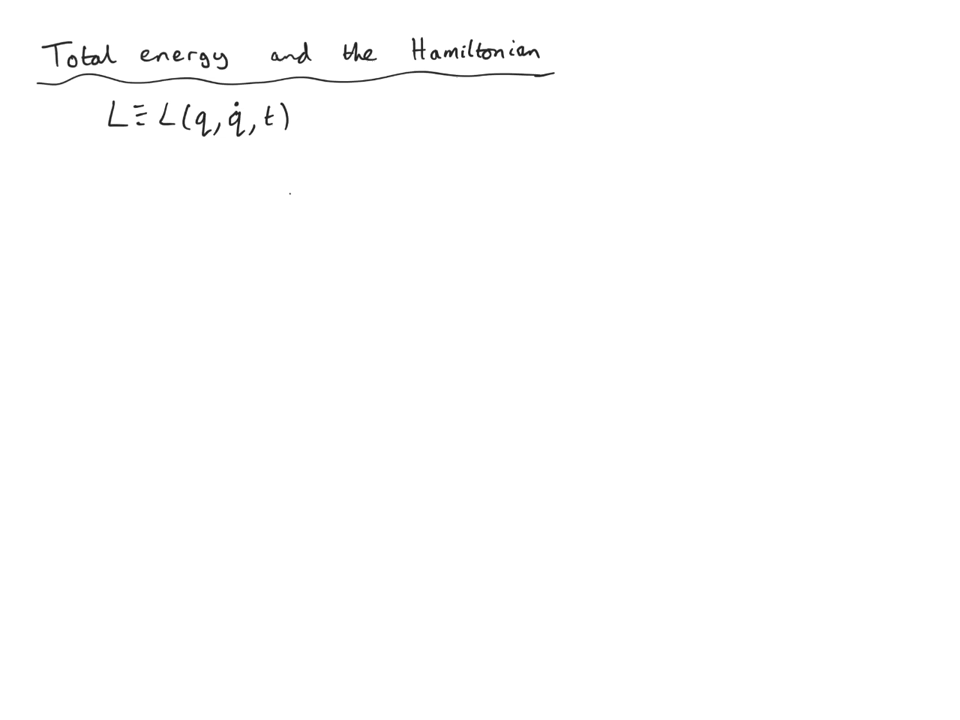 Total energy and the Hamiltonian
L ≡ L(q, q̇, t)